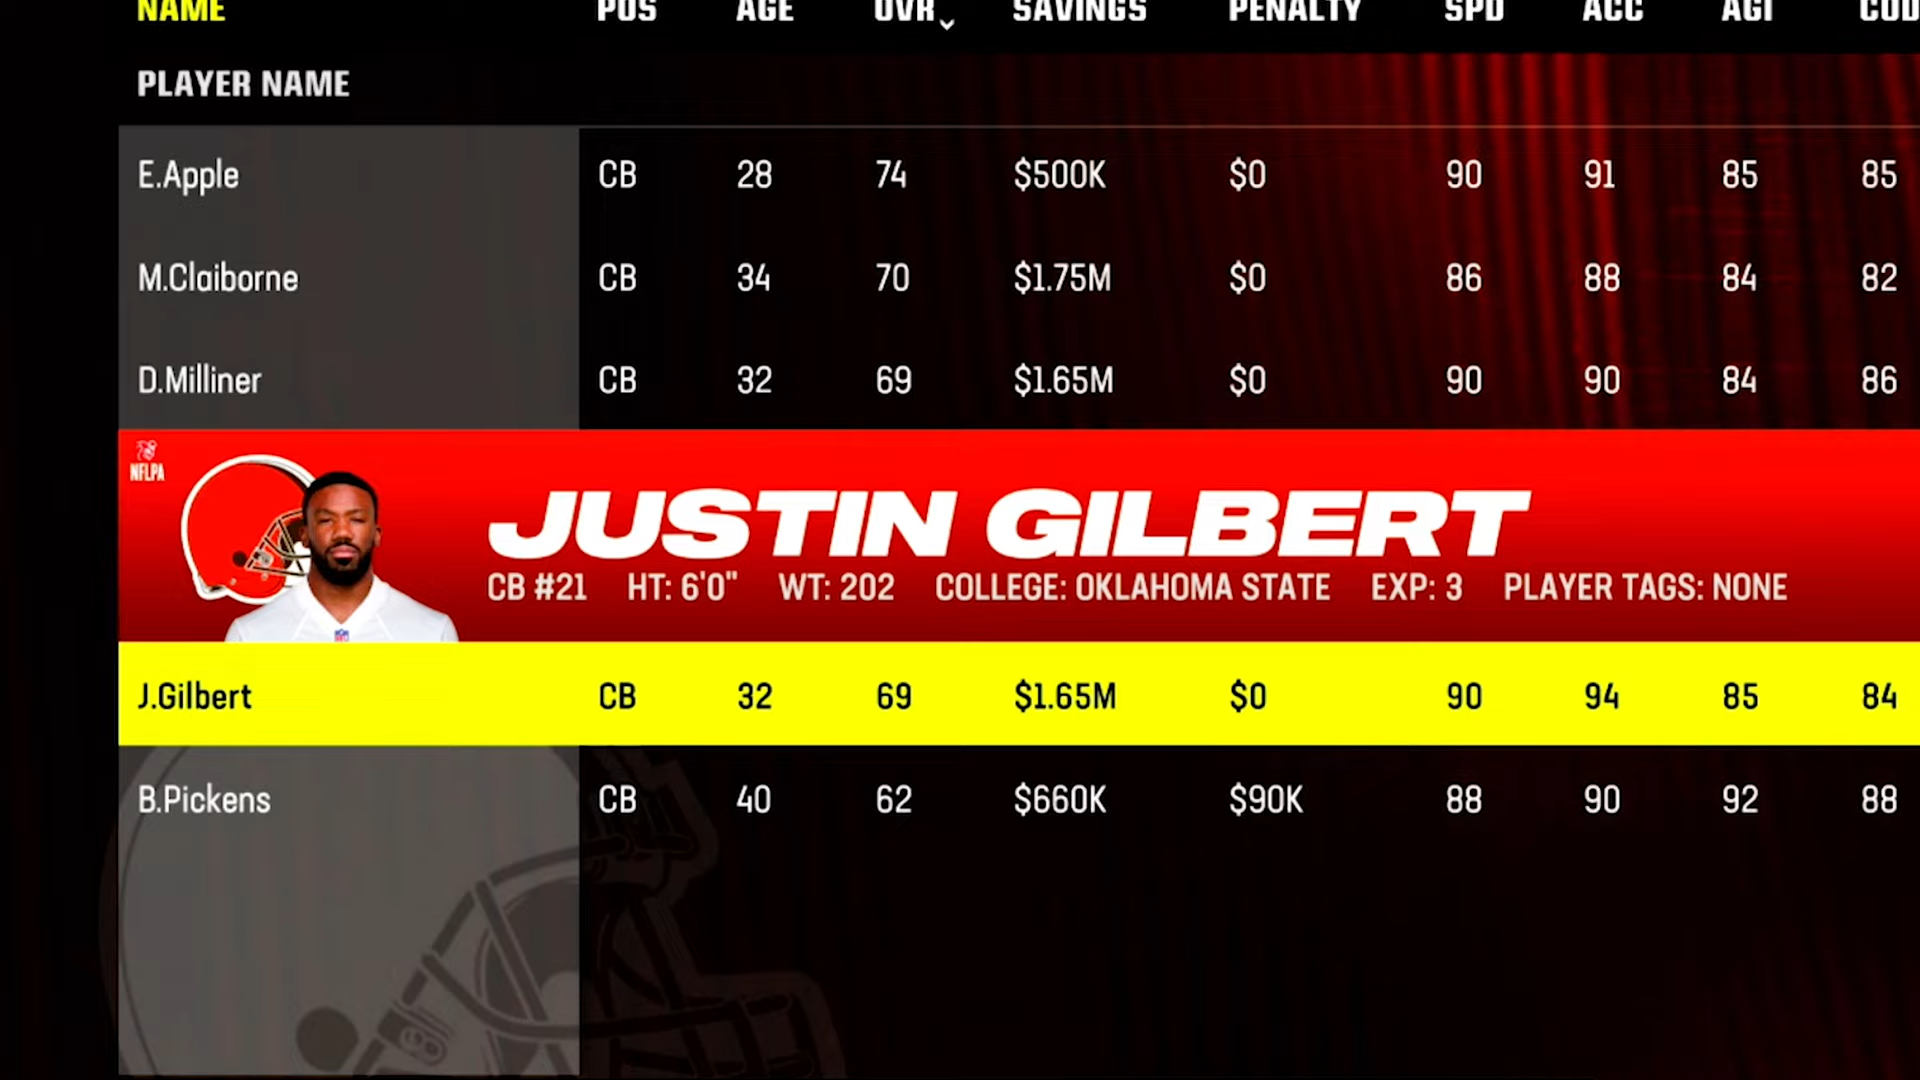 NAME POS AGE OVR SAVINGS PENALTY SPD ACC AGI COD
PLAYER NAME
E.Apple CB 28 74 $500K $0 90 91 85 85
M.Claiborne CB 34 70 $1.75M $0 86 88 84 82
D.Milliner CB 32 69 $1.65M $0 90 90 84 86
NFLPA
JUSTIN GILBERT
CB #21 HT: 6'0" WT: 202 COLLEGE: OKLAHOMA STATE EXP: 3 PLAYER TAGS: NONE
J.Gilbert CB 32 69 $1.65M $0 90 94 85 84
B.Pickens CB 40 62 $660K $90K 88 90 92 88